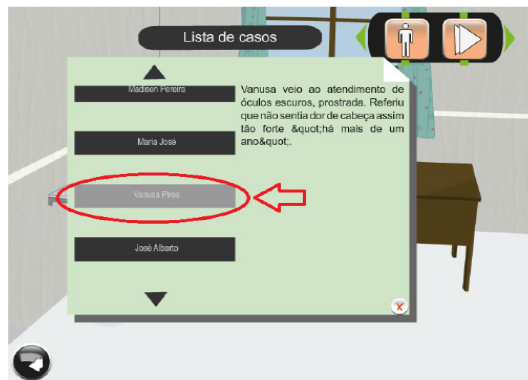 Lista de casos
Madison Pereira
Maria José
Vanusa Pires
José Alberto
Vanusa veio ao atendimento de
óculos escuros, prostrada. Referiu
que não sentia dor de cabeça assim
tão forte &quot;há mais de um
ano&quot;.
x